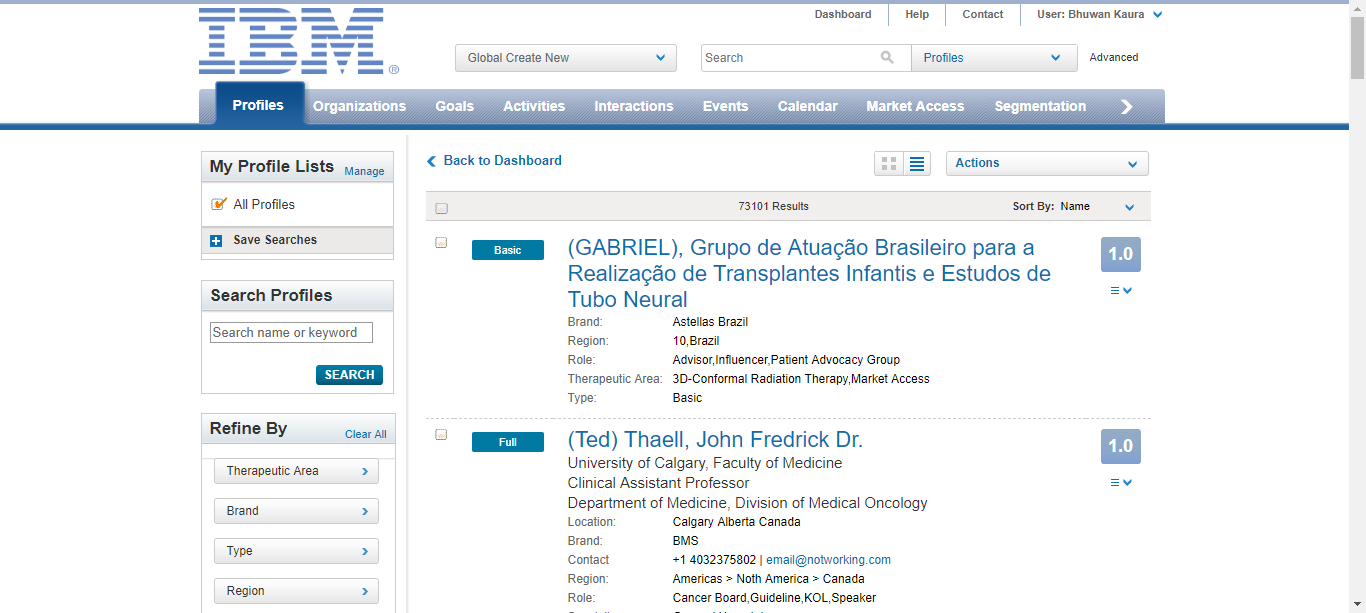 IBM®
Dashboard Help Contact User: Bhuwan Kaura
Global Create New
Search
Profiles
Advanced
Profiles Organizations Goals Activities Interactions Events Calendar Market Access Segmentation
My Profile Lists Manage
All Profiles
Save Searches
Search Profiles
Search name or keyword
SEARCH
Refine By Clear All
Therapeutic Area
Brand
Type
Region
Back to Dashboard
Actions
73101 Results
Sort By: Name
Basic
(GABRIEL), Grupo de Atuação Brasileiro para a
Realização de Transplantes Infantis e Estudos de
Tubo Neural
1.0
Brand: Astellas Brazil
Region: 10,Brazil
Role: Advisor,Influencer,Patient Advocacy Group
Therapeutic Area: 3D-Conformal Radiation Therapy,Market Access
Type: Basic
Full
(Ted) Thaell, John Fredrick Dr.
1.0
University of Calgary, Faculty of Medicine
Clinical Assistant Professor
Department of Medicine, Division of Medical Oncology
Location: Calgary Alberta Canada
Brand: BMS
Contact +1 4032375802 | email@notworking.com
Region: Americas > Noth America > Canada
Role: Cancer Board,Guideline,KOL,Speaker